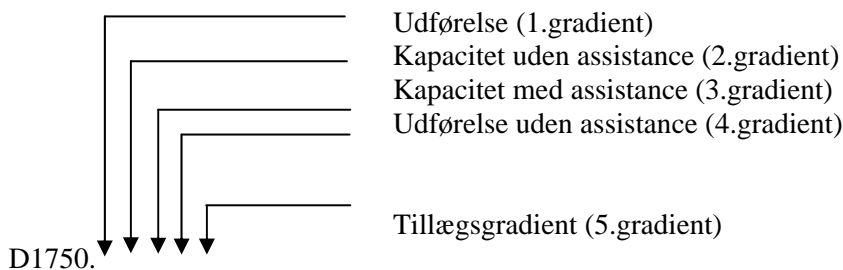 Udførelse (1.gradient)
Kapacitet uden assistance (2.gradient)
Kapacitet med assistance (3.gradient)
Udførelse uden assistance (4.gradient)
Tillægsgradient (5.gradient)
D1750.